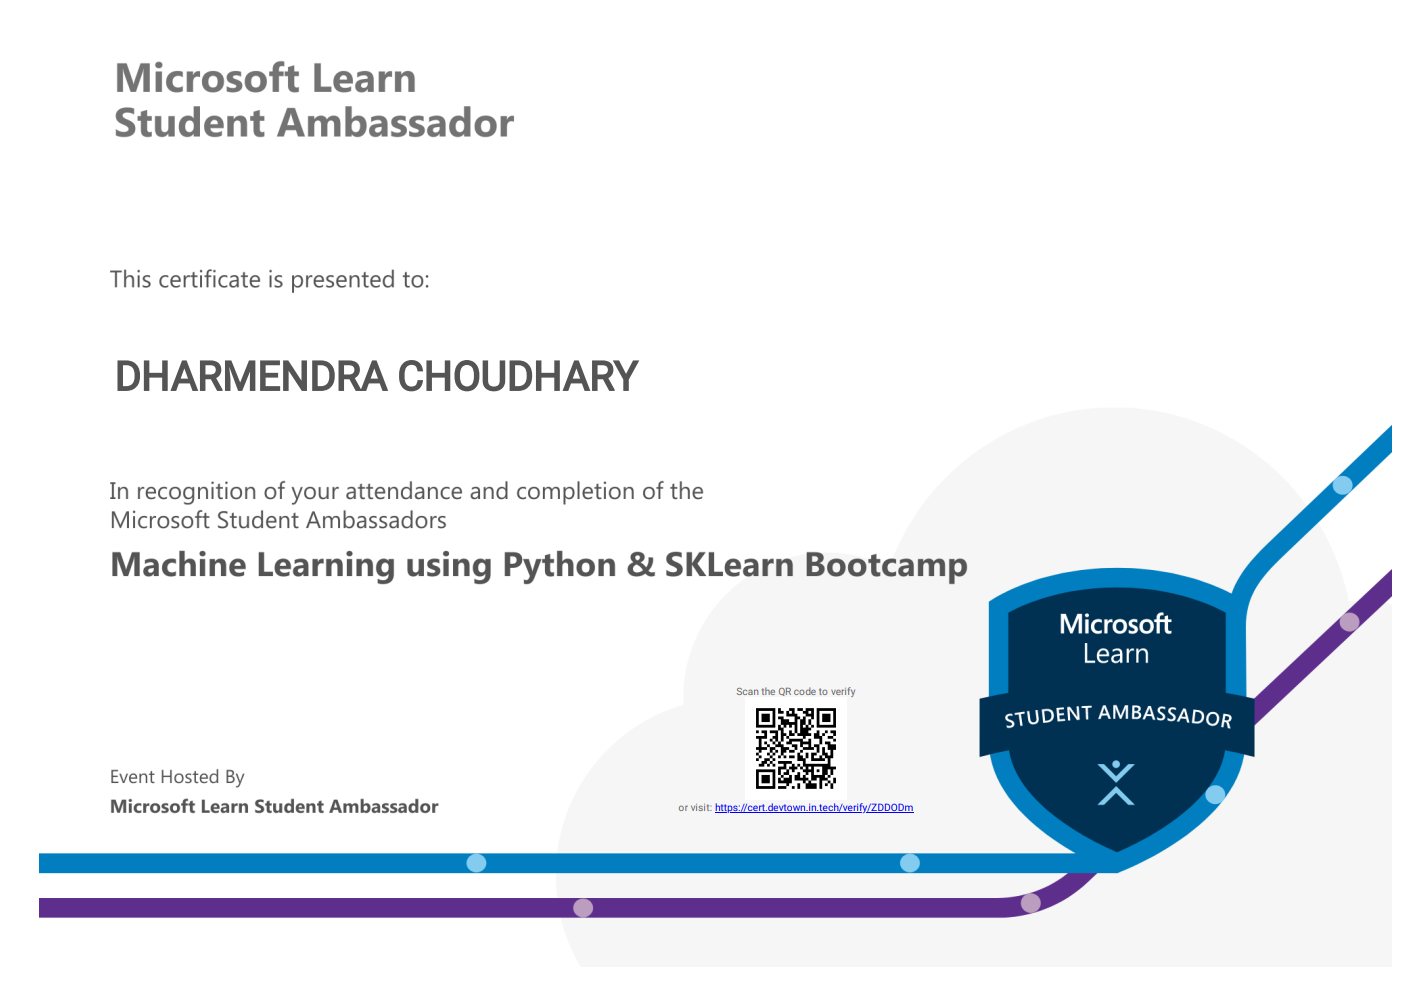 Microsoft Learn
Student Ambassador
This certificate is presented to:
DHARMENDRA CHOUDHARY
In recognition of your attendance and completion of the
Microsoft Student Ambassadors
Machine Learning using Python & SKLearn Bootcamp
Microsoft
Learn
STUDENT AMBASSADOR
Scan the QR code to verify
or visit: https://cert.devtown.in.tech/verify/ZDDODm
Event Hosted By
Microsoft Learn Student Ambassador